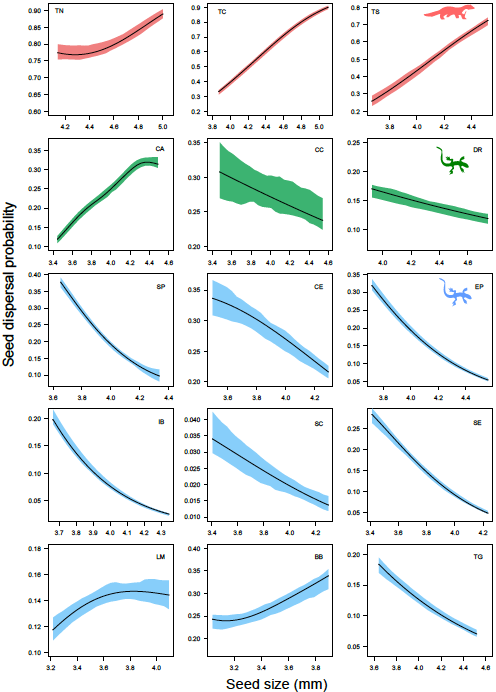 TN
0.90
0.85
0.80
0.75
0.70
0.65
0.60
4.2 4.4 4.6 4.8 5.0
TC
0.9
0.8
0.7
0.6
0.5
0.4
0.3
0.2
3.8 4.0 4.2 4.4 4.6 4.8 5.0
TS
0.8
0.7
0.6
0.5
0.4
0.3
0.2
3.8 4.0 4.2 4.4
CA
0.35
0.30
0.25
0.20
0.15
0.10
3.4 3.6 3.8 4.0 4.2 4.4 4.6
CC
0.35
0.30
0.25
0.20
3.4 3.6 3.8 4.0 4.2 4.4 4.6
DR
0.25
0.20
0.15
0.10
4.0 4.2 4.4 4.6
Seed dispersal probability
SP
0.40
0.35
0.30
0.25
0.20
0.15
0.10
3.6 3.8 4.0 4.2 4.4
CE
0.35
0.30
0.25
0.20
3.6 3.8 4.0 4.2
EP
0.35
0.30
0.25
0.20
0.15
0.10
0.05
3.6 3.8 4.0 4.2 4.4
IB
0.20
0.15
0.10
0.05
3.7 3.8 3.9 4.0 4.1 4.2 4.3
SC
0.040
0.035
0.030
0.025
0.020
0.015
0.010
3.4 3.6 3.8 4.0 4.2
SE
0.25
0.20
0.15
0.10
0.05
3.4 3.6 3.8 4.0 4.2
LM
0.18
0.16
0.14
0.12
0.10
3.2 3.4 3.6 3.8 4.0
BB
0.40
0.35
0.30
0.25
0.20
3.2 3.4 3.6 3.8
TG
0.20
0.15
0.10
0.05
3.6 3.8 4.0 4.2 4.4 4.6
Seed size (mm)